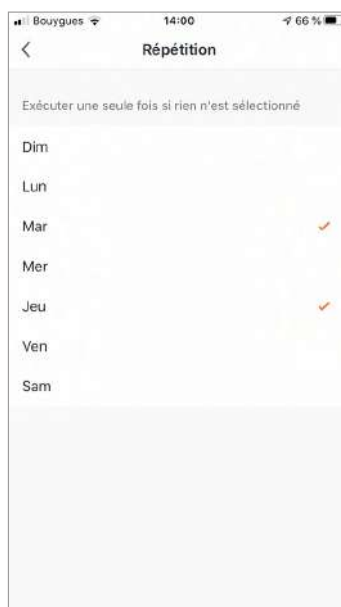 Bouygues 14:00 66 %
Répétition
Exécuter une seule fois si rien n'est sélectionné
Dim
Lun
Mar
Mer
Jeu
Ven
Sam